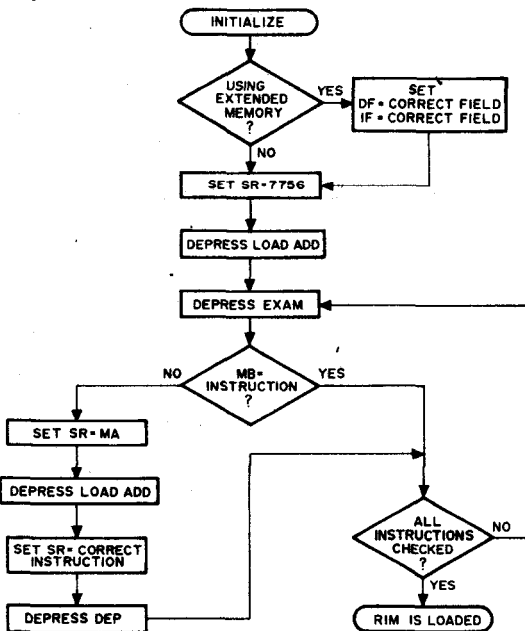 INITIALIZE
USING
EXTENDED
MEMORY
?
YES
SET
DF=CORRECT FIELD
IF=CORRECT FIELD
NO
SET SR=7756
DEPRESS LOAD ADD
DEPRESS EXAM
NO
MB=
INSTRUCTION
?
YES
SET SR=MA
DEPRESS LOAD ADD
SET SR=CORRECT
INSTRUCTION
DEPRESS DEP
ALL
INSTRUCTIONS
CHECKED
?
NO
YES
RIM IS LOADED